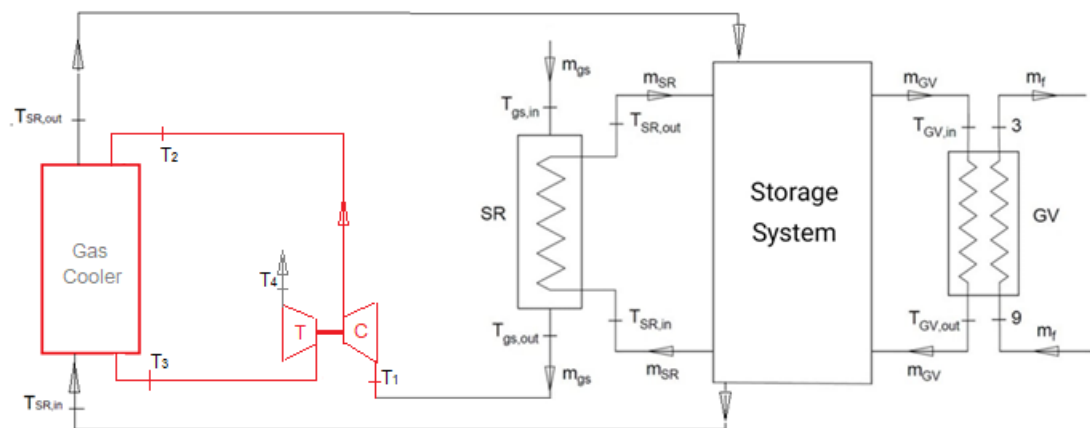 .T_SR,out
T_2
Gas
Cooler
T_4
T
C
T_3
T_1
T_SR,in
m_gs
T_gs,in
SR
T_gs,out
m_gs
m_SR
T_SR,out
T_SR,in
m_SR
Storage
System
m_GV
T_GV,in
m_f
3
GV
T_GV,out
9
m_GV
m_f